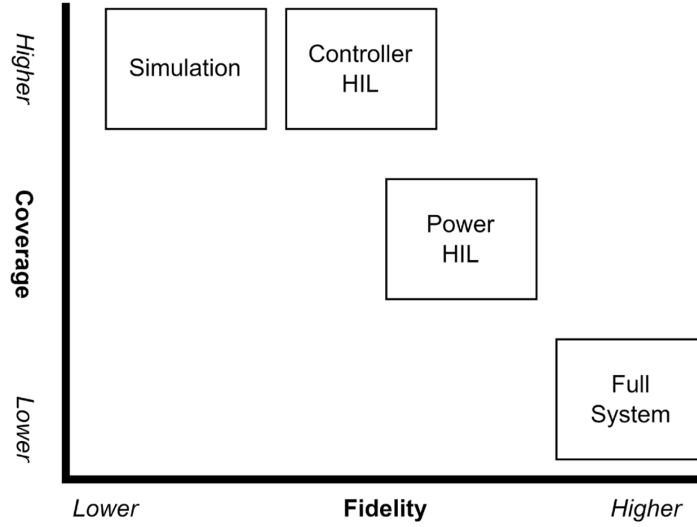 Higher
Simulation
Controller
HIL
Coverage
Power
HIL
Lower
Full
System
Lower
Fidelity
Higher